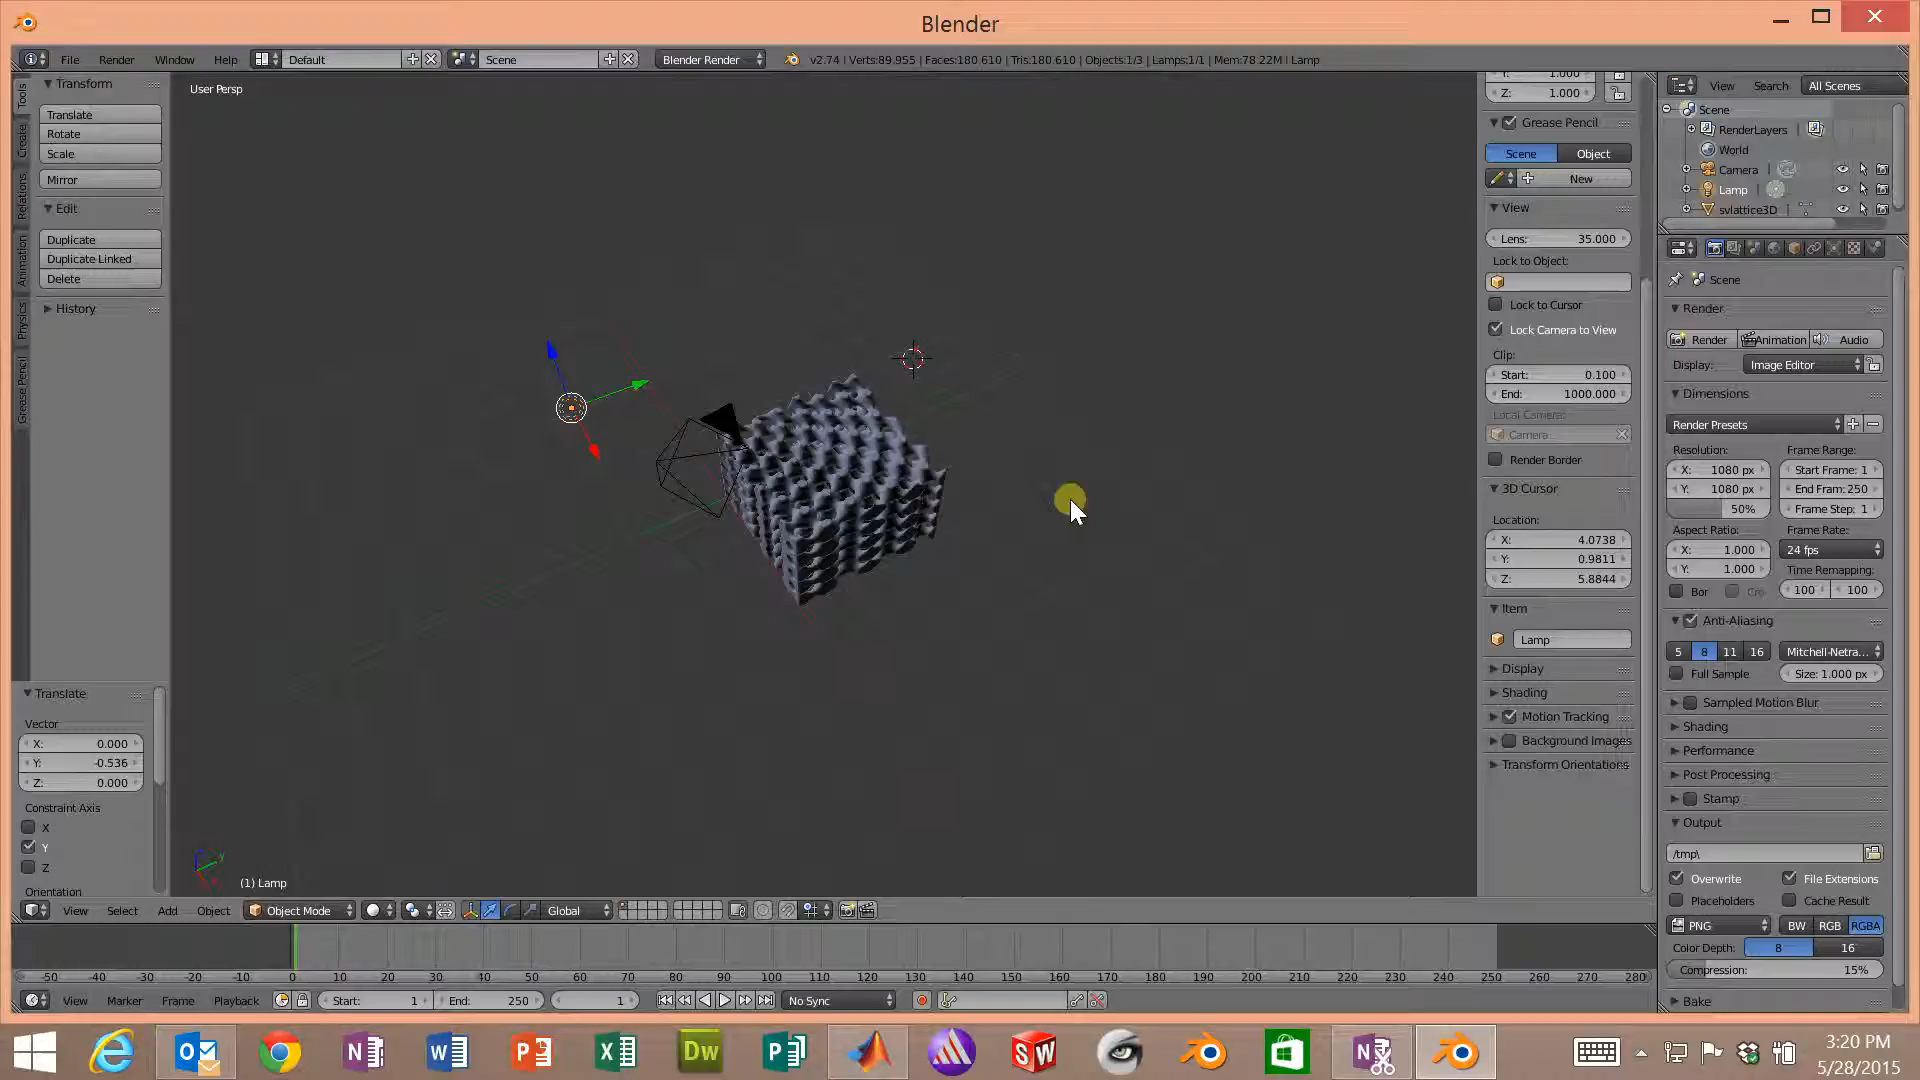 Blender
File Render Window Help Default Scene Blender Render v2.74 | Verts:89.955 | Faces:180.610 | Tris:180.610 | Objects:1/3 | Lamps:1/1 | Mem:78.22M | Lamp
Tools
Create
Relations
Animation
Physics
Grease Pencil
Transform
Translate
Rotate
Scale
Mirror
Edit
Duplicate
Duplicate Linked
Delete
History
Translate
Vector
X: 0.000
Y: -0.536
Z: 0.000
Constraint Axis
X
Y
Z
Orientation
User Persp
(1) Lamp
Y: 1.000
Z: 1.000
Grease Pencil
Scene Object
New
View
Lens: 35.000
Lock to Object:
Lock to Cursor
Lock Camera to View
Clip:
Start: 0.100
End: 1000.000
Local Camera:
Camera
Render Border
3D Cursor
Location:
X: 4.0738
Y: 0.9811
Z: 5.8844
Item
Lamp
Display
Shading
Motion Tracking
Background Images
Transform Orientations
View Search All Scenes
Scene
RenderLayers
World
Camera
Lamp
svlattice3D
Scene
Render
Render Animation Audio
Display: Image Editor
Dimensions
Render Presets
Resolution: Frame Range:
X: 1080 px Start Frame: 1
Y: 1080 px End Fram: 250
50% Frame Step: 1
Aspect Ratio: Frame Rate:
X: 1.000 24 fps
Y: 1.000 Time Remapping:
Bor Cro 100 100
Anti-Aliasing
5 8 11 16 Mitchell-Netra...
Full Sample Size: 1.000 px
Sampled Motion Blur
Shading
Performance
Post Processing
Stamp
Output
/tmp\
Overwrite File Extensions
Placeholders Cache Result
PNG BW RGB RGBA
Color Depth: 8 16
Compression: 15%
Bake
View Select Add Object Object Mode Global
-50 -40 -30 -20 -10 0 10 20 30 40 50 60 70 80 90 100 110 120 130 140 150 160 170 180 190 200 210 220 230 240 250 260 270 280
View Marker Frame Playback Start: 1 End: 250 1 No Sync
3:20 PM
5/28/2015